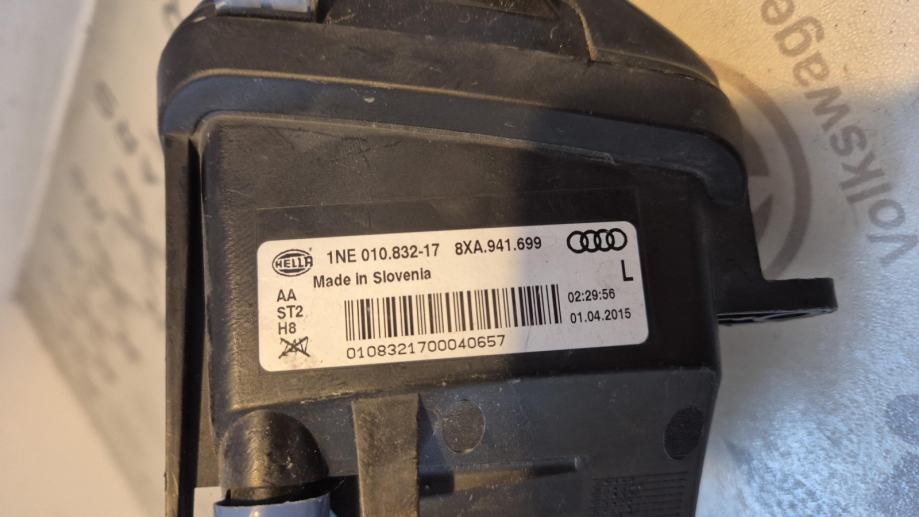 HELLA 1NE 010.832-17 8XA.941.699
Made in Slovenia L
AA
ST2
H8
02:29:56
01.04.2015
0108321700040657
Volkswage